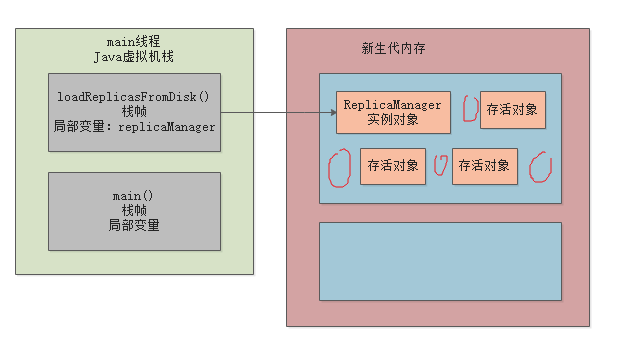 main线程
Java虚拟机栈
loadReplicasFromDisk()
栈帧
局部变量：replicaManager
main()
栈帧
局部变量
新生代内存
ReplicaManager
实例对象
存活对象
存活对象
存活对象